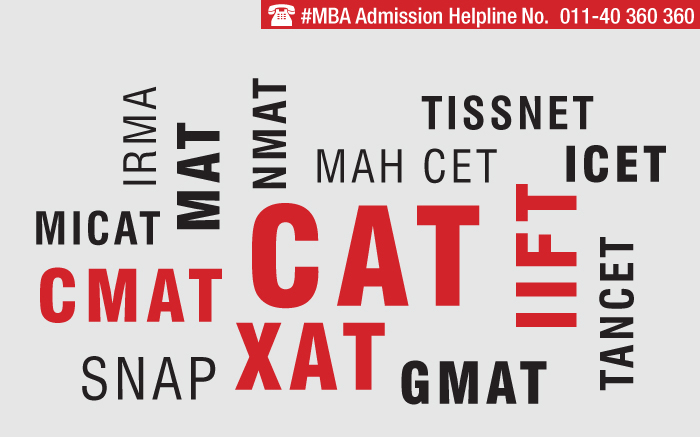 #MBA Admission Helpline No. 011-40 360 360
IRMA
MAT
NMAT
TISSNET
MAH CET
ICET
MICAT
CAT
IIFT
CMAT
TANCET
XAT
SNAP
GMAT